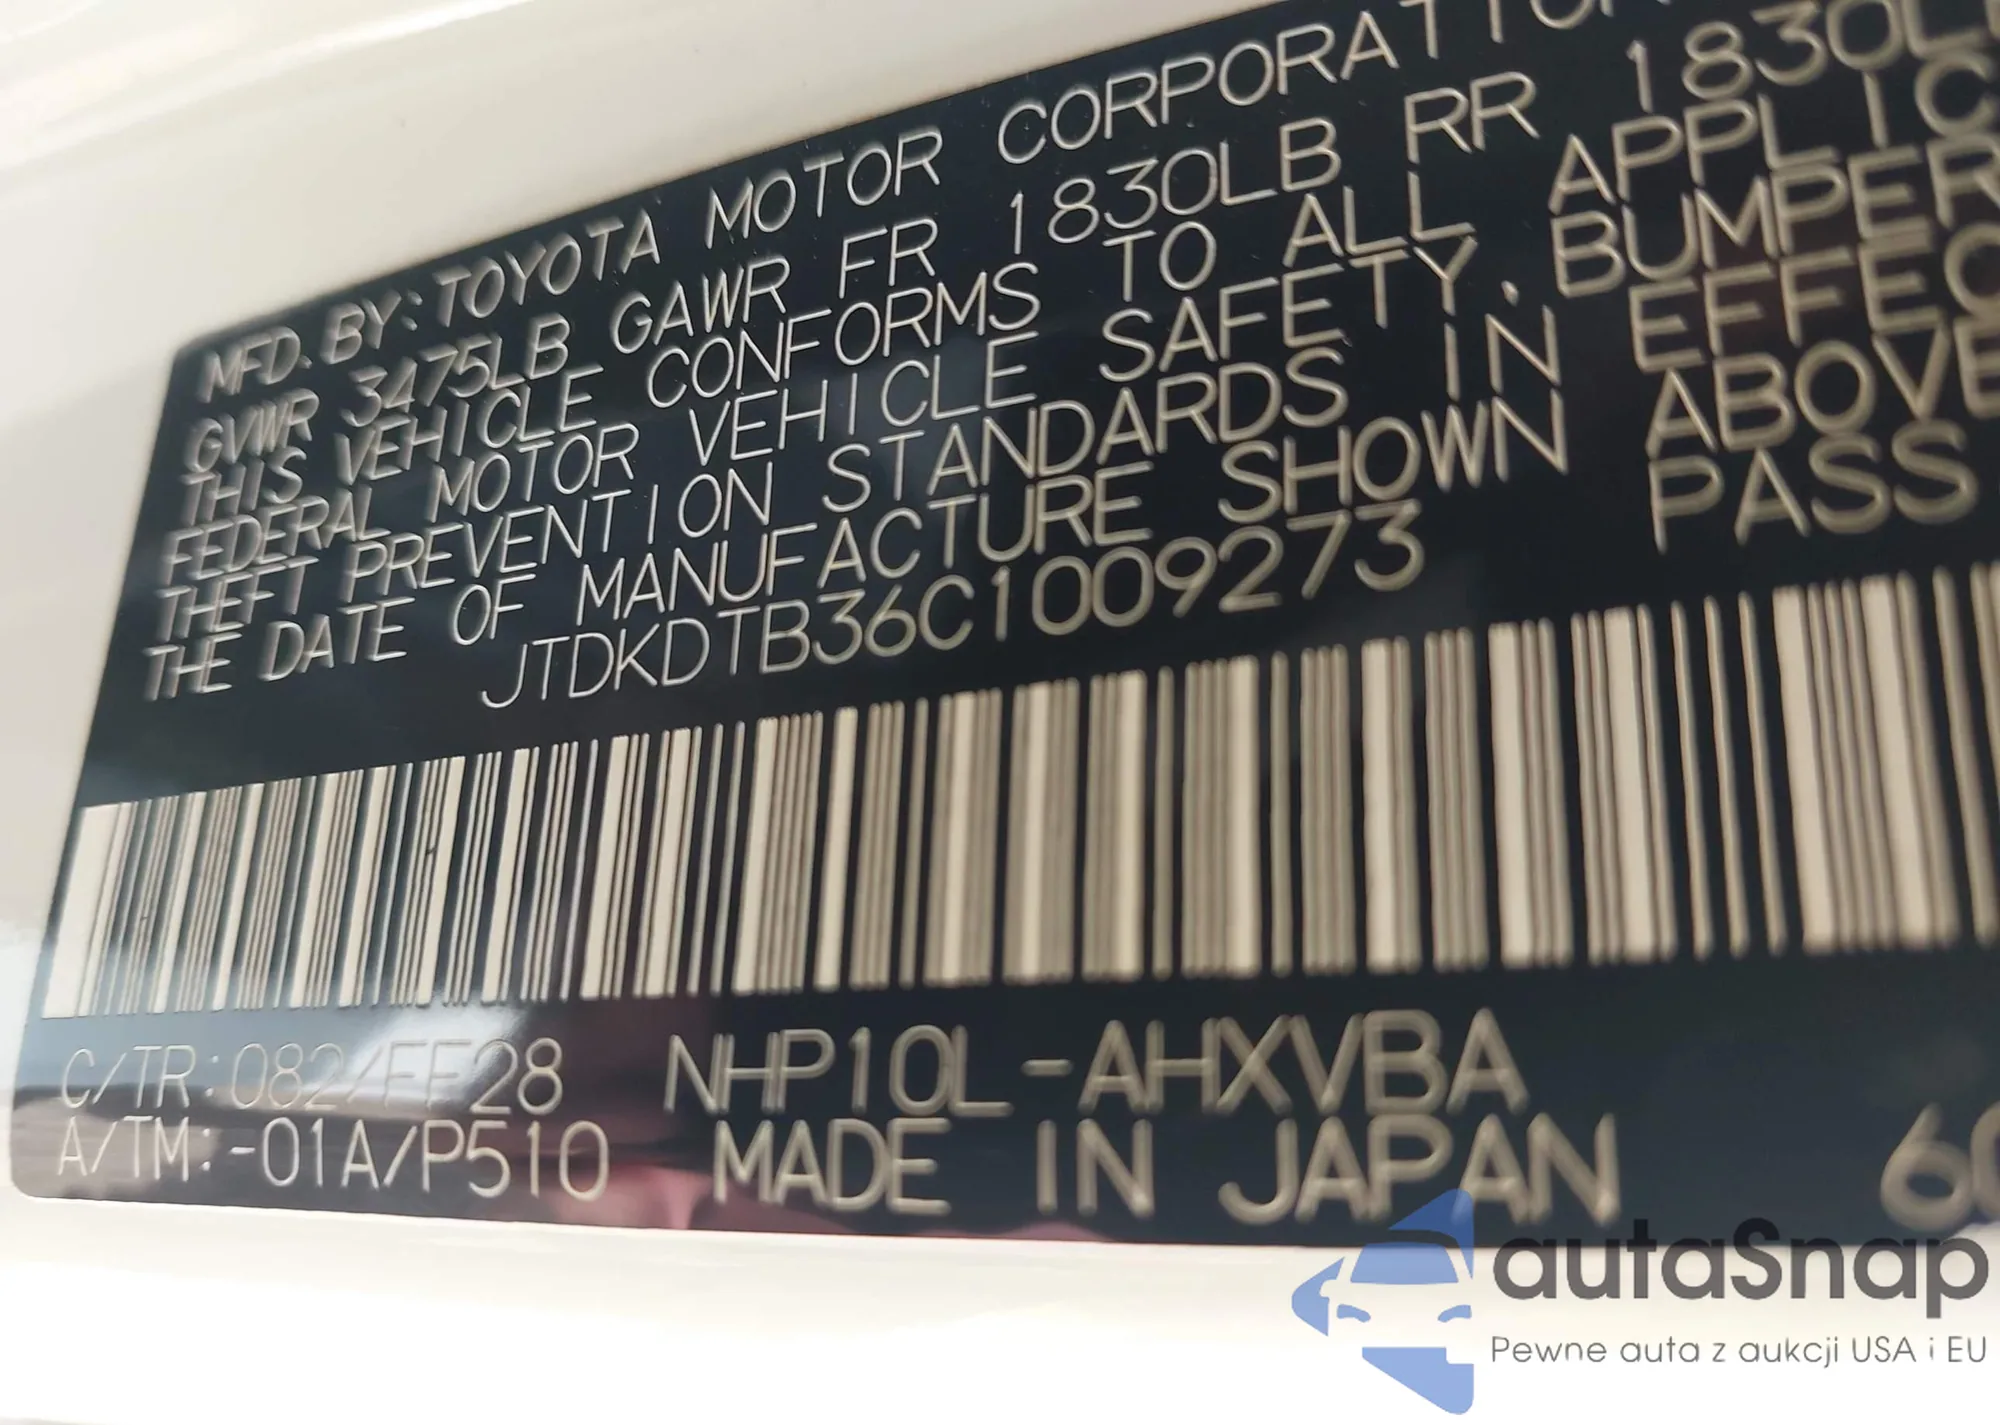 MFD. BY: TOYOTA MOTOR CORPORATION
GVWR 3475LB GAWR FR 1830LB RR 1830LB
THIS VEHICLE CONFORMS TO ALL APPLIC
FEDERAL MOTOR VEHICLE SAFETY, BUMPER
THEFT PREVENTION STANDARDS IN EFFEC
THE DATE OF MANUFACTURE SHOWN ABOVE
JTDKDTB36C1009273 PASS
C/TR:082/FE28 NHP10L-AHXVBA
A/TM:-01A/P510 MADE IN JAPAN 60
autaSnap
Pewne auta z aukcji USA i EU